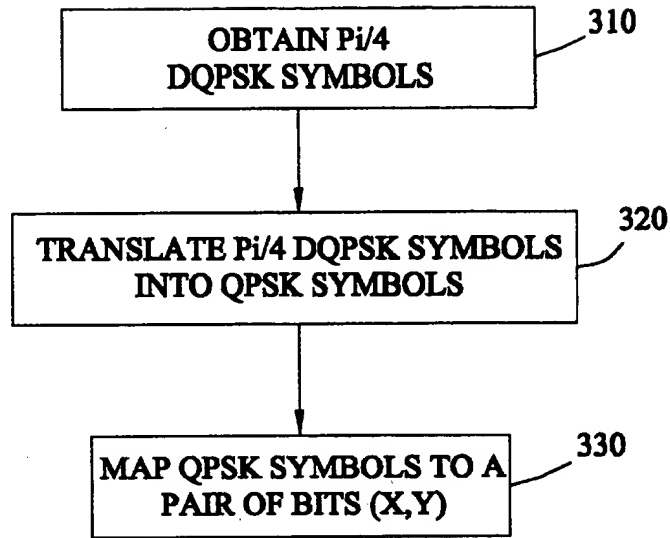 OBTAIN Pi/4
DQPSK SYMBOLS
310
TRANSLATE Pi/4 DQPSK SYMBOLS
INTO QPSK SYMBOLS
320
MAP QPSK SYMBOLS TO A
PAIR OF BITS (X,Y)
330